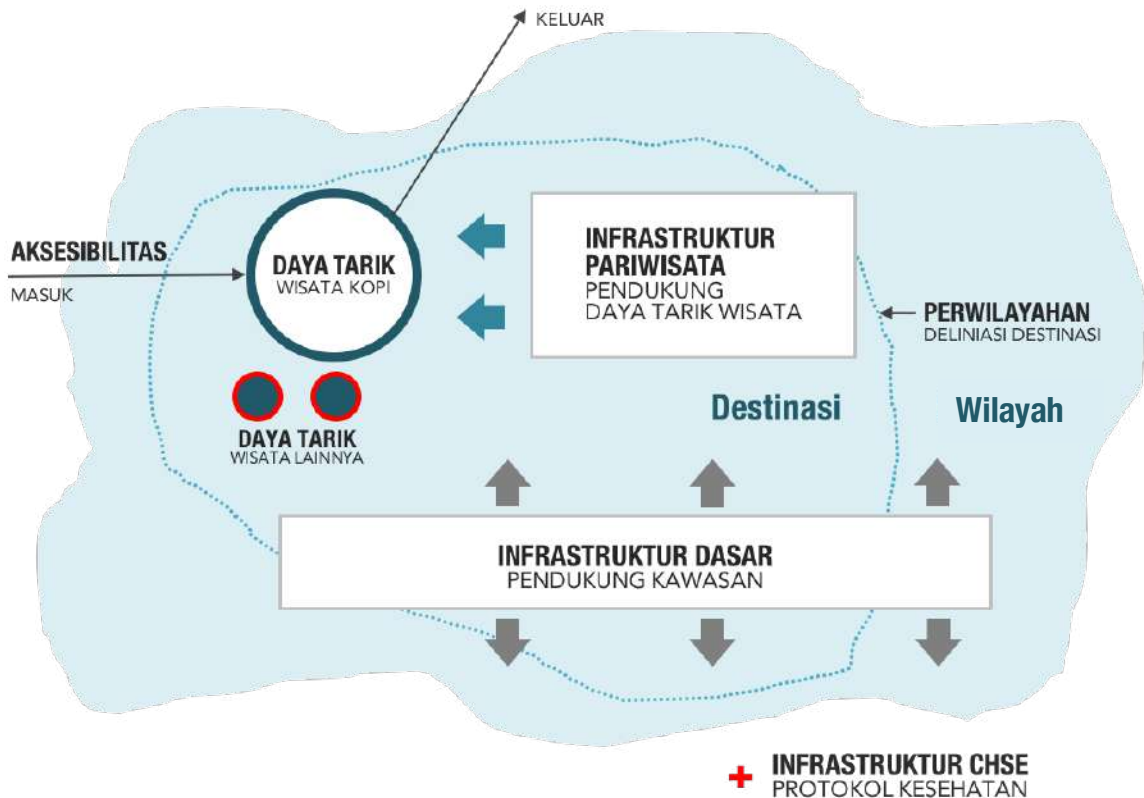 KELUAR
AKSESIBILITAS
MASUK
DAYA TARIK
WISATA KOPI
INFRASTRUKTUR
PARIWISATA
PENDUKUNG
DAYA TARIK WISATA
PERWILAYAHAN
DELINIASI DESTINASI
DAYA TARIK
WISATA LAINNYA
Destinasi
Wilayah
INFRASTRUKTUR DASAR
PENDUKUNG KAWASAN
INFRASTRUKTUR CHSE
PROTOKOL KESEHATAN